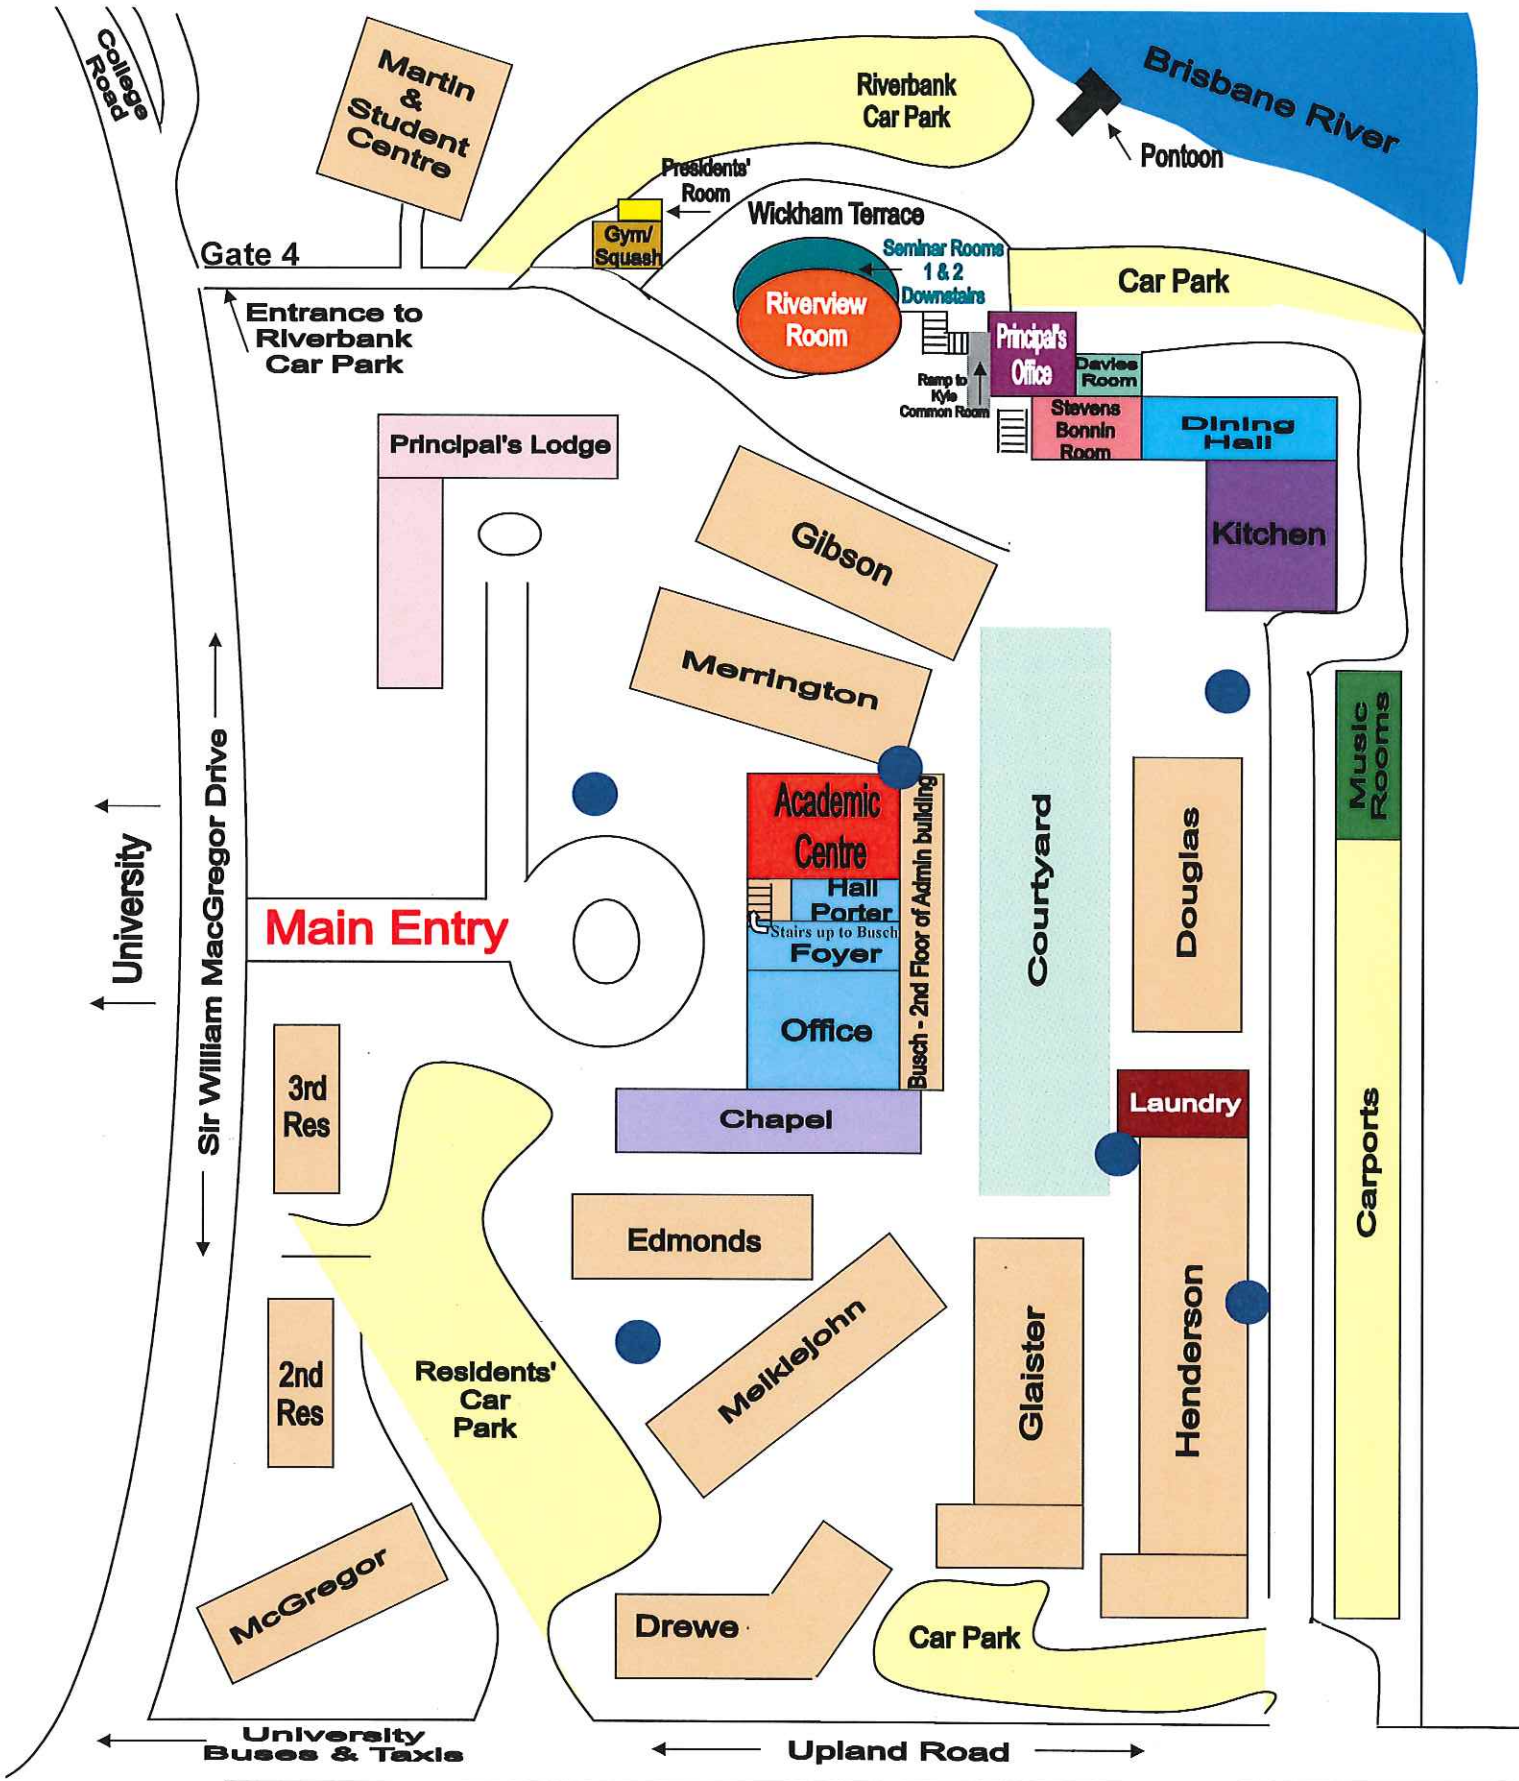 College
Road
Martin
&
Student
Centre
Riverbank
Car Park
Brisbane River
Pontoon
Presidents'
Room
Gym/
Squash
Wickham Terrace
Seminar Rooms
1 & 2
Downstairs
Riverview
Room
Car Park
Gate 4
Entrance to
Riverbank
Car Park
Principal's
Office
Davies
Room
Ramp to
Kyle
Common Room
Stevens
Bonnin
Room
Dining
Hall
Kitchen
Principal's Lodge
Gibson
Merrington
Music
Rooms
Academic
Centre
Hall
Porter
Stairs up to Busch
Foyer
Office
Busch - 2nd Floor of Admin building
Courtyard
Douglas
University
Sir William MacGregor Drive
Main Entry
3rd
Res
Chapel
Laundry
Carports
Edmonds
Meiklejohn
Glaister
Henderson
2nd
Res
Residents'
Car
Park
McGregor
Drewe
Car Park
University
Buses & Taxis
Upland Road